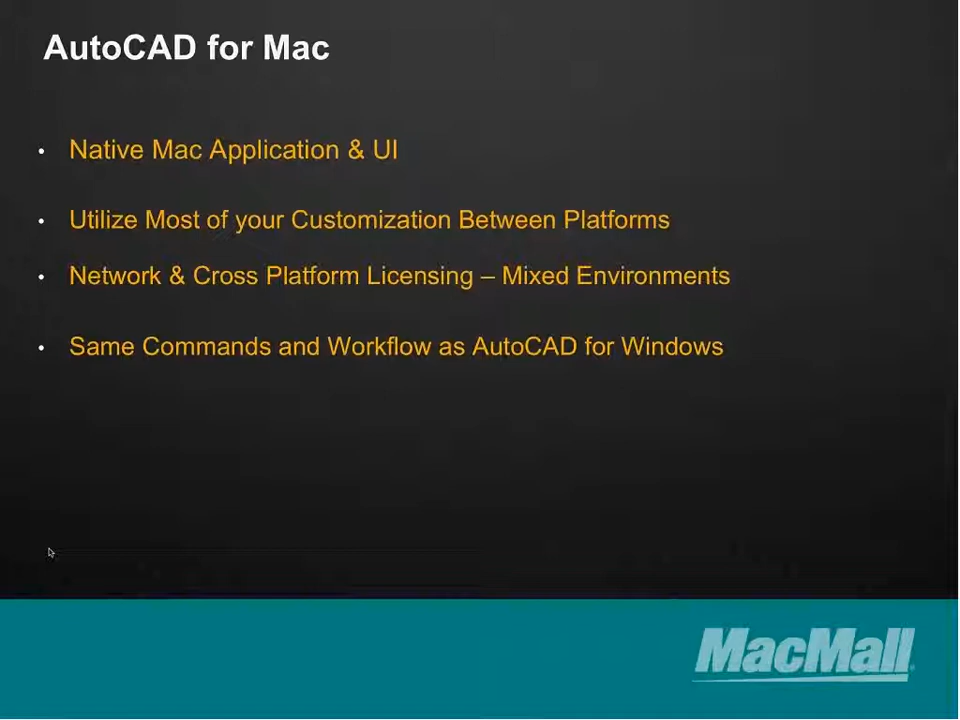 AutoCAD for Mac
• Native Mac Application & UI
• Utilize Most of your Customization Between Platforms
• Network & Cross Platform Licensing – Mixed Environments
• Same Commands and Workflow as AutoCAD for Windows
MacMall